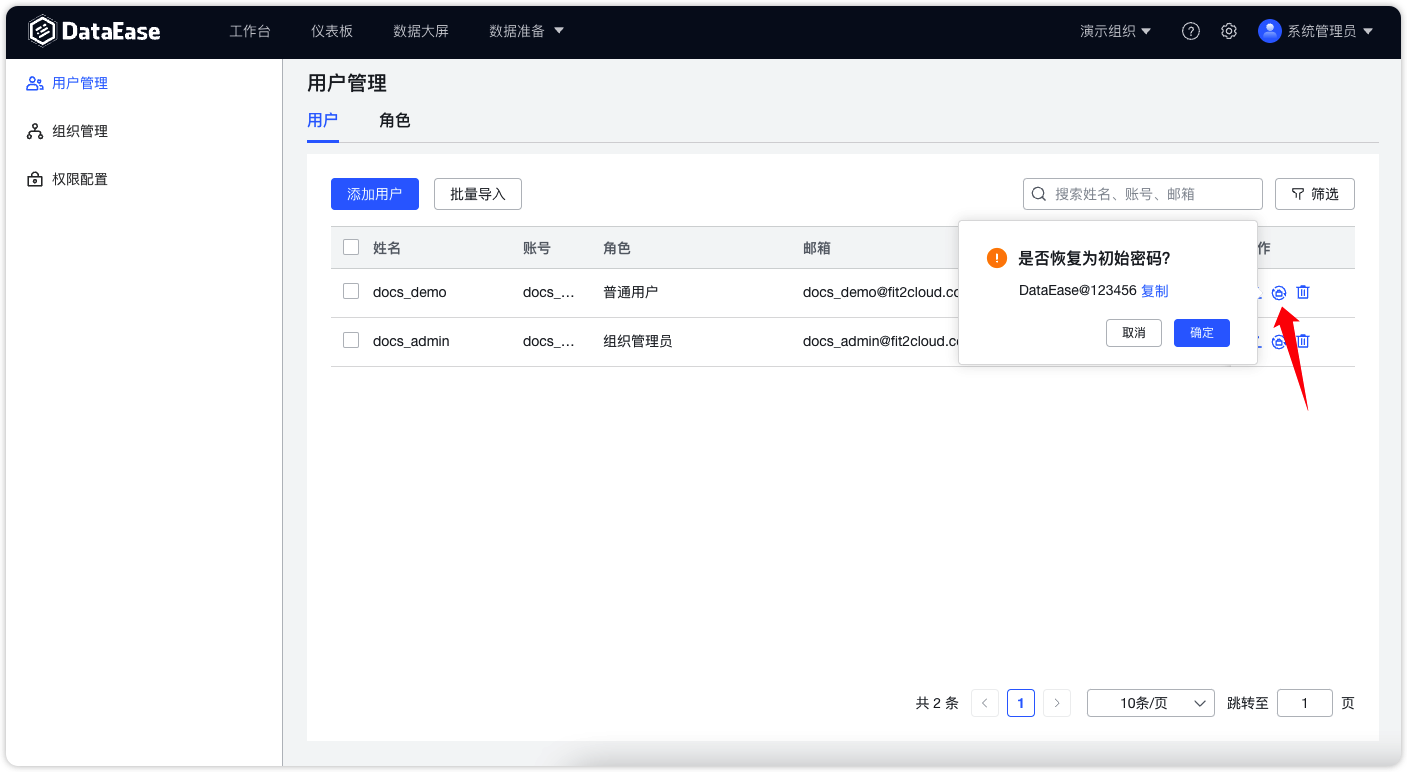 DataEase 工作台 仪表板 数据大屏 数据准备 演示组织 系统管理员
用户管理
组织管理
权限配置
用户管理
用户 角色
添加用户 批量导入 搜索姓名、账号、邮箱 筛选
姓名 账号 角色 邮箱 作
docs_demo docs_... 普通用户 docs_demo@fit2cloud.co
docs_admin docs_... 组织管理员 docs_admin@fit2cloud.co
是否恢复为初始密码?
DataEase@123456 复制
取消 确定
共 2 条 1 10条/页 跳转至 1 页